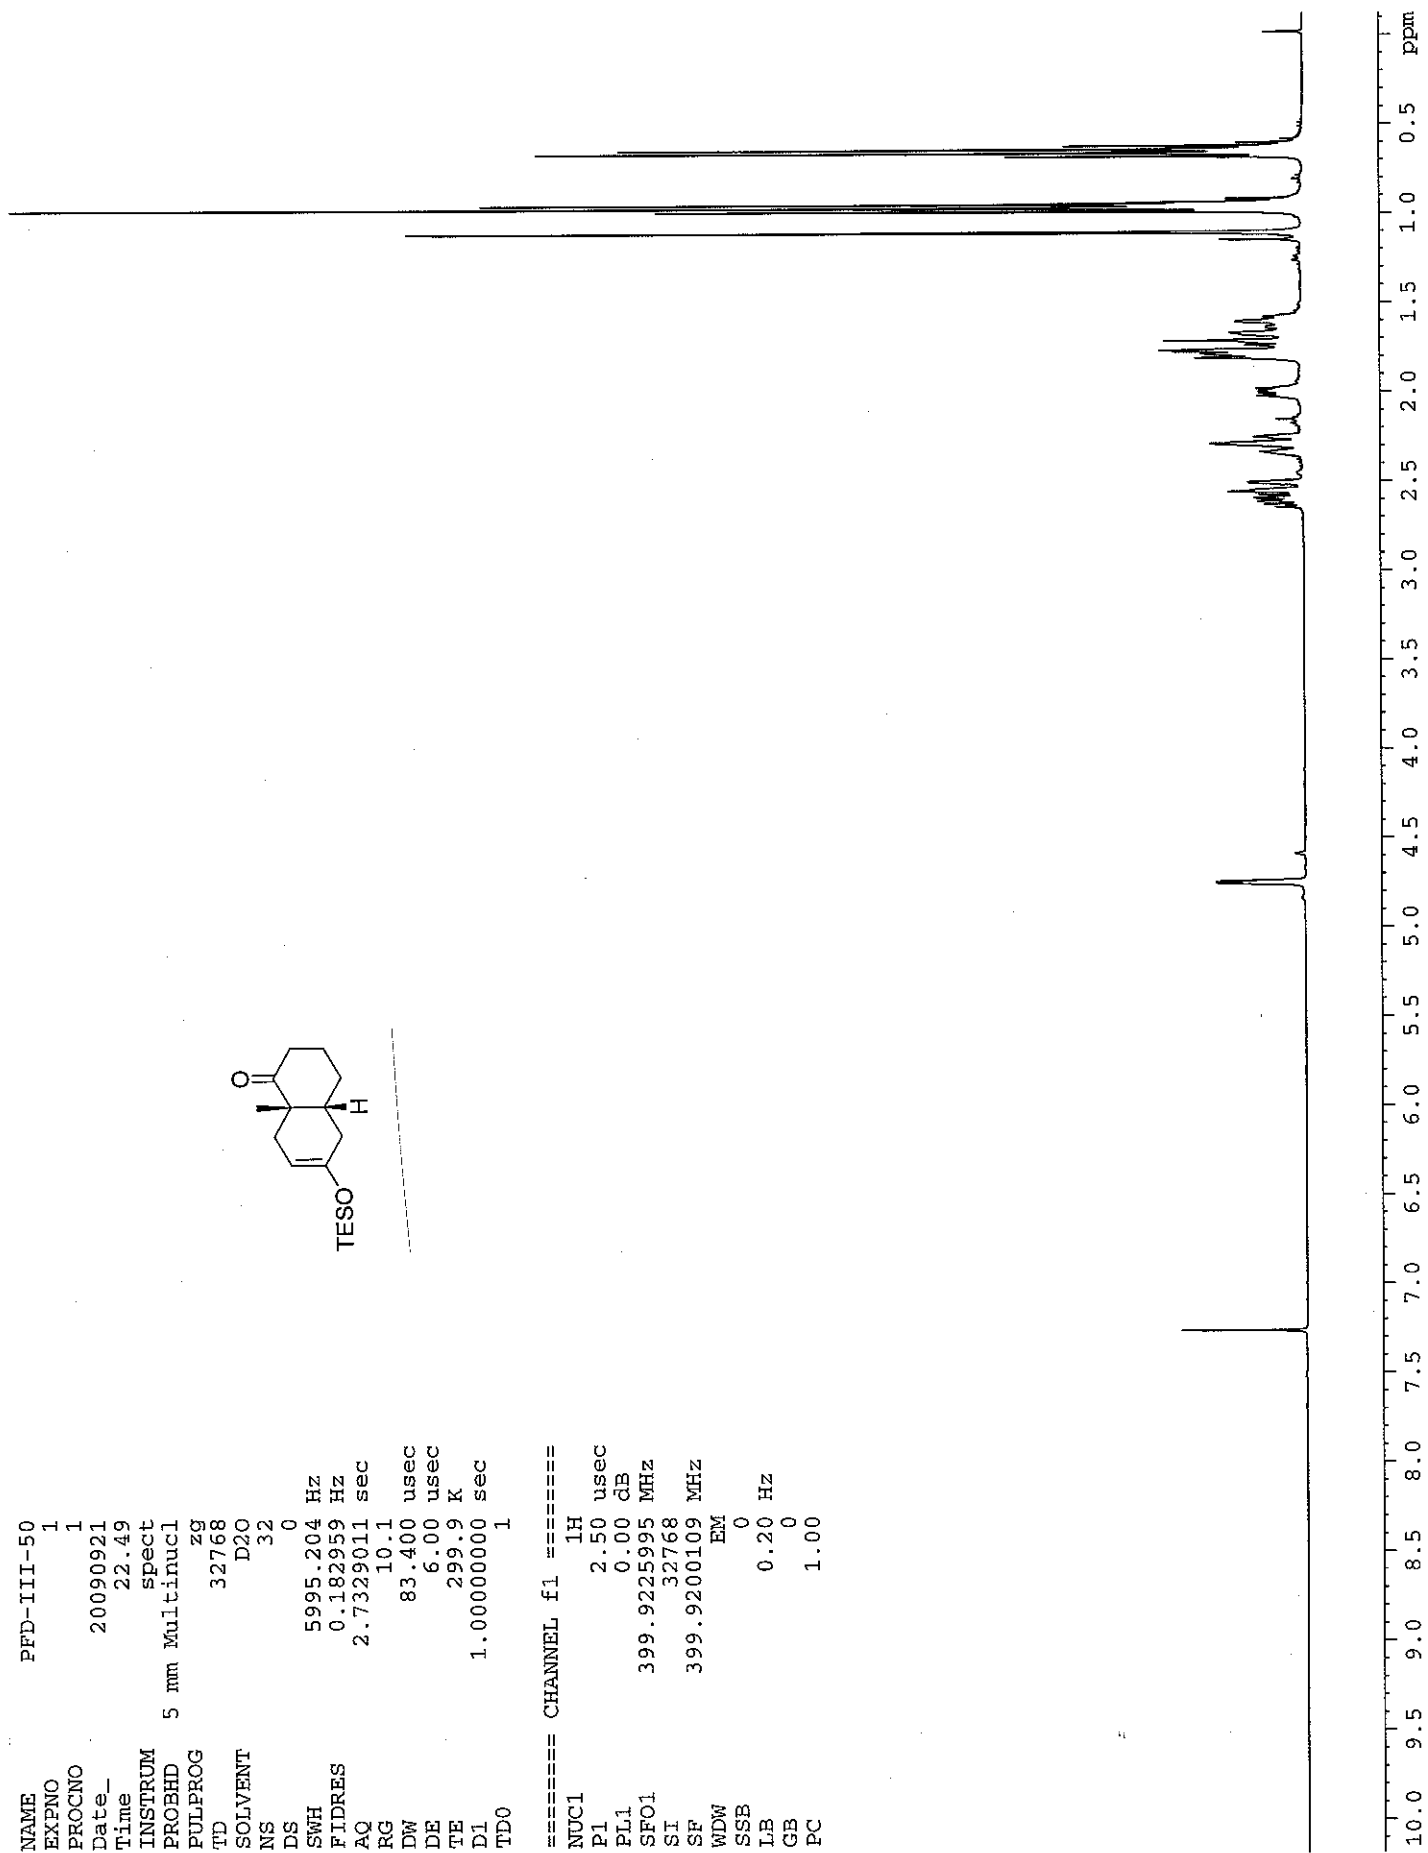 NAME PFD-III-50
EXPNO 1
PROCNO 1
Date_ 20090921
Time 22.49
INSTRUM spect
PROBHD 5 mm Multinucl
PULPROG zg
TD 32768
SOLVENT D2O
NS 32
DS 0
SWH 5995.204 Hz
FIDRES 0.182959 Hz
AQ 2.7329011 sec
RG 10.1
DW 83.400 usec
DE 6.00 usec
TE 299.9 K
D1 1.00000000 sec
TD0 1
======== CHANNEL f1 ========
NUC1 1H
P1 2.50 usec
PL1 0.00 dB
SFO1 399.9225995 MHz
SI 32768
SF 399.9200109 MHz
WDW EM
SSB 0
LB 0.20 Hz
GB 0
PC 1.00
O
H
TESO
10.0 9.5 9.0 8.5 8.0 7.5 7.0 6.5 6.0 5.5 5.0 4.5 4.0 3.5 3.0 2.5 2.0 1.5 1.0 0.5 ppm